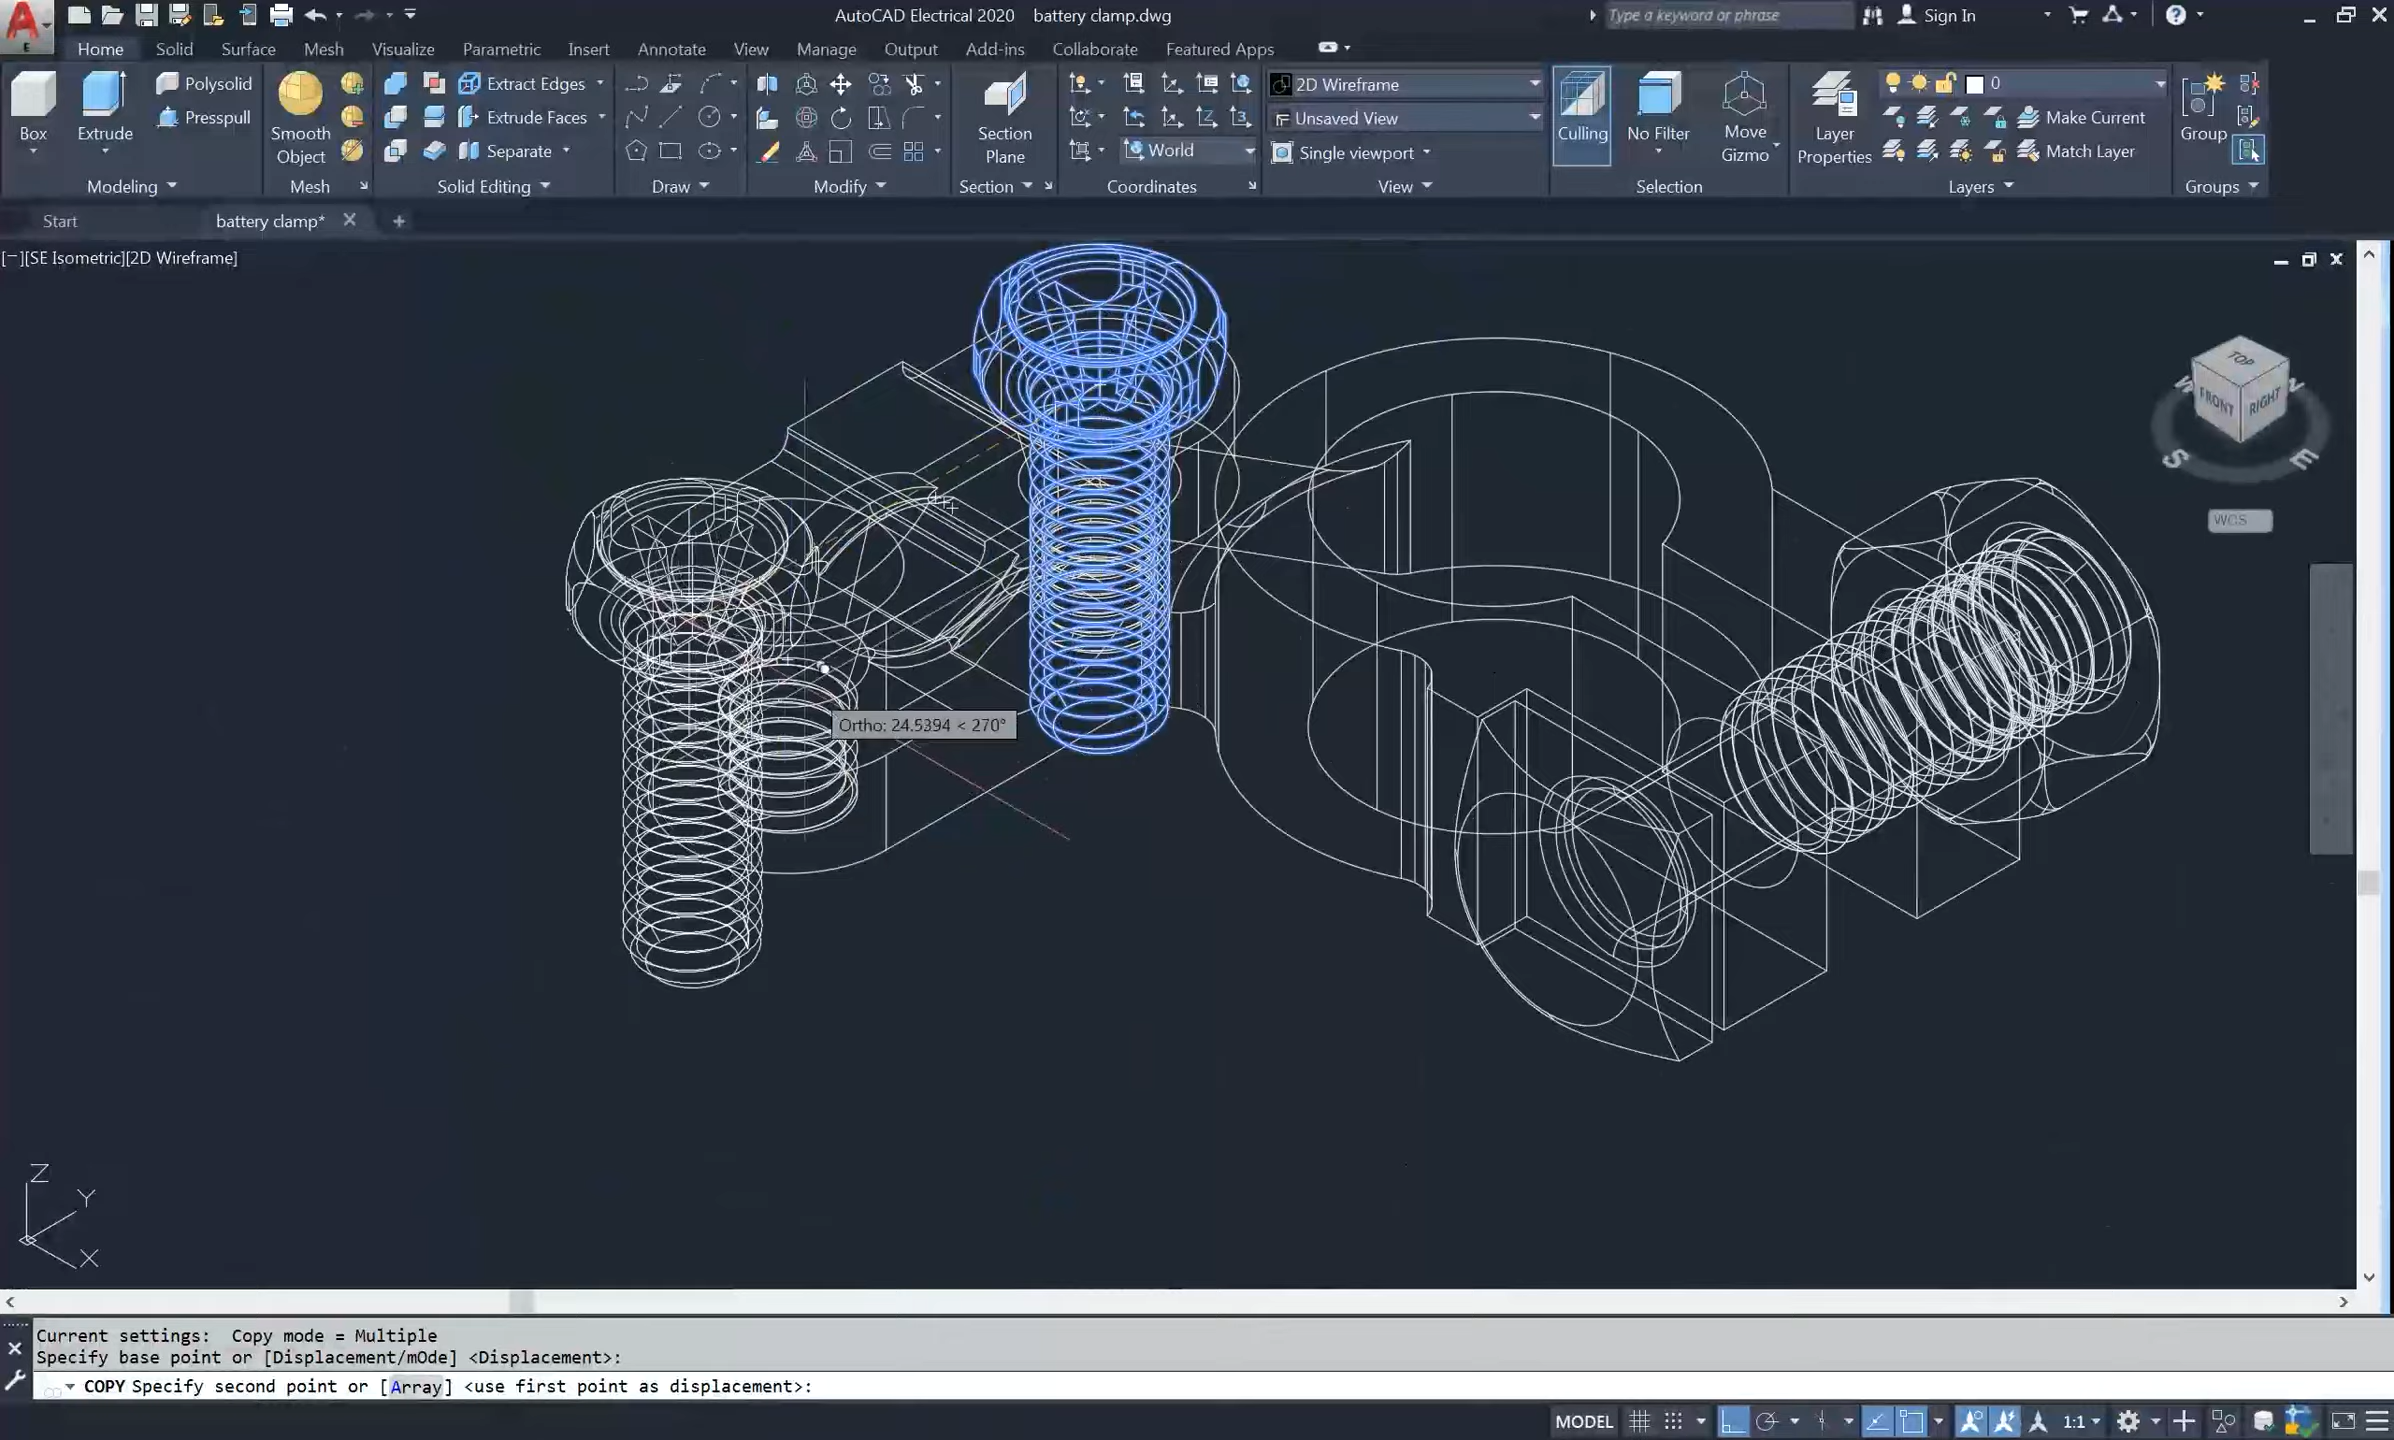 AutoCAD Electrical 2020 battery clamp.dwg
Type a keyword or phrase
Sign In
Home Solid Surface Mesh Visualize Parametric Insert Annotate View Manage Output Add-ins Collaborate Featured Apps
Box
Extrude
Polysolid
Presspull
Modeling
Smooth
Object
Mesh
Extract Edges
Extrude Faces
Separate
Solid Editing
Draw
Modify
Section
Plane
Section
World
Coordinates
2D Wireframe
Unsaved View
Single viewport
View
Culling
No Filter
Move
Gizmo
Selection
Layer
Properties
0
Make Current
Match Layer
Layers
Group
Groups
Start
battery clamp*
[−][SE Isometric][2D Wireframe]
TOP
FRONT
RIGHT
W
N
S
E
WCS
Ortho: 24.5394 < 270°
Z
Y
X
Current settings: Copy mode = Multiple
Specify base point or [Displacement/mOde] <Displacement>:
COPY Specify second point or [Array] <use first point as displacement>:
MODEL
1:1